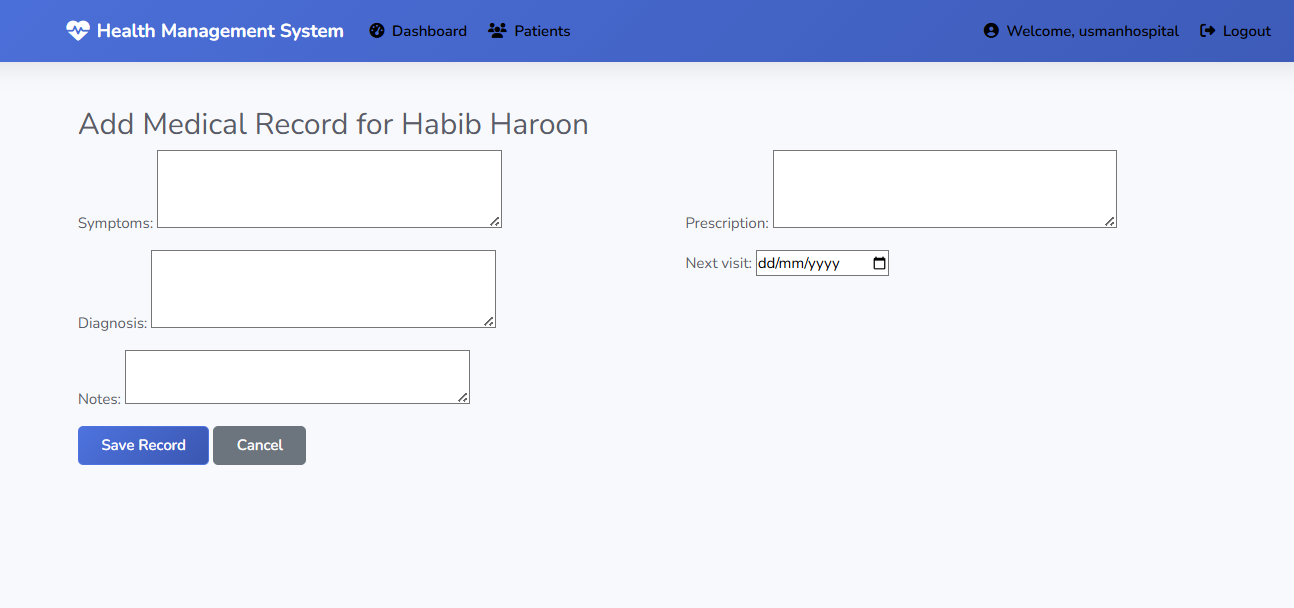 Health Management System Dashboard Patients Welcome, usmanhospital Logout
Add Medical Record for Habib Haroon
Symptoms:
Prescription:
Next visit: dd/mm/yyyy
Diagnosis:
Notes:
Save Record Cancel